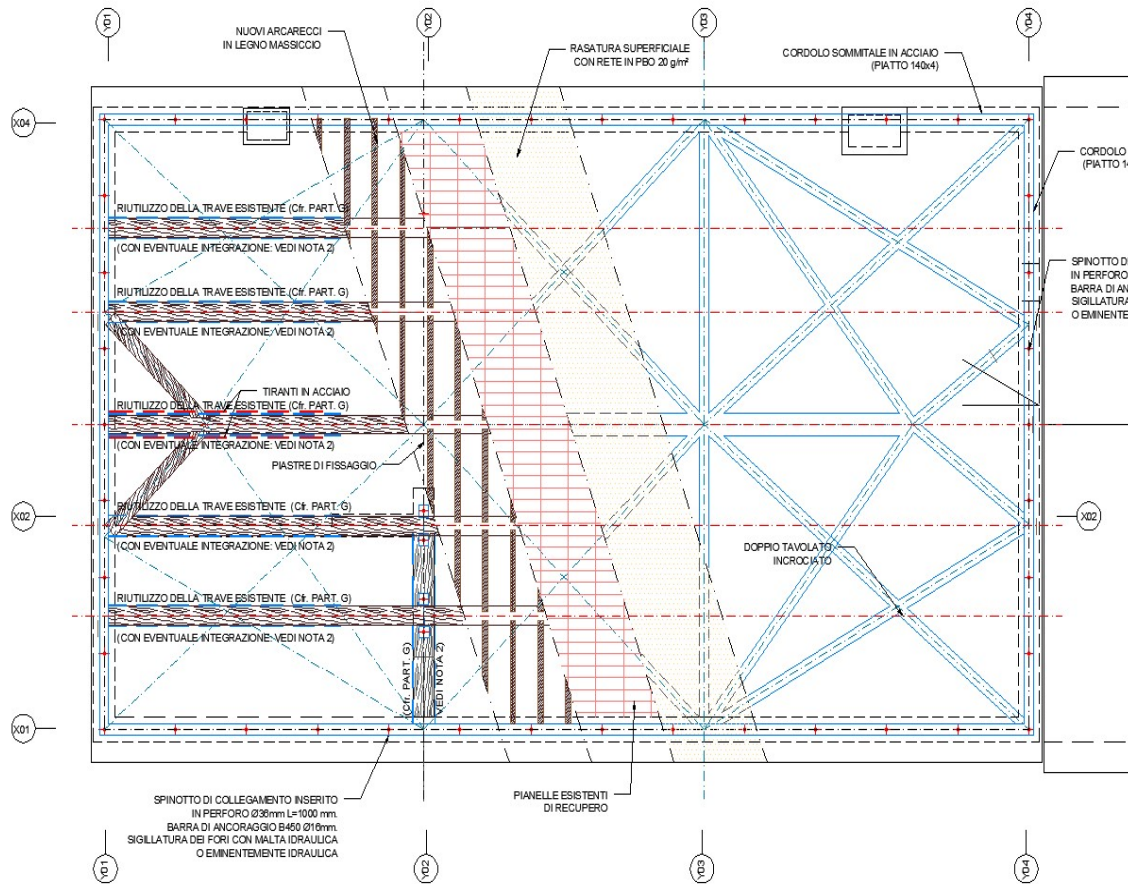 Y01
Y02
Y03
Y04
NUOVI ARCARECCI
IN LEGNO MASSICCIO
RASATURA SUPERFICIALE
CON RETE IN PBO 20 g/m²
CORDOLO SOMMITALE IN ACCIAIO
(PIATTO 140x4)
X04
CORDOLO
(PIATTO 14
RIUTILIZZO DELLA TRAVE ESISTENTE (Cfr. PART. G)
(CON EVENTUALE INTEGRAZIONE: VEDI NOTA 2)
SPINOTTO DI
IN PERFORO
BARRA DI AN
SIGILLATURA
O EMINENTE
RIUTILIZZO DELLA TRAVE ESISTENTE (Cfr. PART. G)
(CON EVENTUALE INTEGRAZIONE: VEDI NOTA 2)
TIRANTI IN ACCIAIO
RIUTILIZZO DELLA TRAVE ESISTENTE (Cfr. PART. G)
(CON EVENTUALE INTEGRAZIONE: VEDI NOTA 2)
PIASTRE DI FISSAGGIO
X02
RIUTILIZZO DELLA TRAVE ESISTENTE (Cfr. PART. G)
(CON EVENTUALE INTEGRAZIONE: VEDI NOTA 2)
X02
DOPPIO TAVOLATO
INCROCIATO
RIUTILIZZO DELLA TRAVE ESISTENTE (Cfr. PART. G)
(CON EVENTUALE INTEGRAZIONE: VEDI NOTA 2)
(Cfr. PART. G)
VEDI NOTA 2)
X01
SPINOTTO DI COLLEGAMENTO INSERITO
IN PERFORO Ø36mm L=1000 mm.
BARRA DI ANCORAGGIO B450 Ø16mm.
SIGILLATURA DEI FORI CON MALTA IDRAULICA
O EMINENTEMENTE IDRAULICA
PIANELLE ESISTENTI
DI RECUPERO
Y01
Y02
Y03
Y04